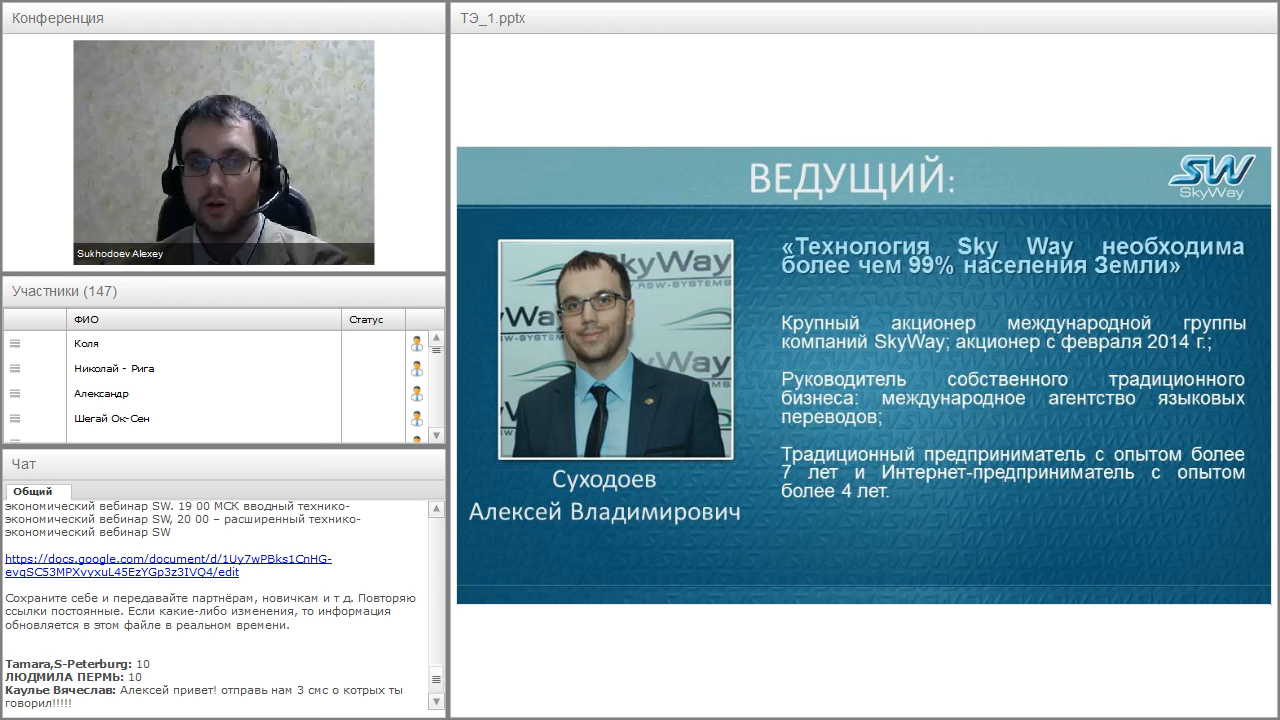 Конференция
Sukhodoev Alexey
Участники (147)
ФИО
Статус
Коля
Николай - Рига
Александр
Шегай Ок-Сен
Чат
Общий
экономический вебинар SW. 19 00 МСК вводный технико-
экономический вебинар SW, 20 00 – расширенный технико-
экономический вебинар SW
https://docs.google.com/document/d/1Uy7wPBks1CnHG-
evqSC53MPXvyxuL45EzYGp3z3IVQ4/edit
Сохраните себе и передавайте партнёрам, новичкам и т д. Повторяю
ссылки постоянные. Если какие-либо изменения, то информация
обновляется в этом файле в реальном времени.
Tamara,S-Peterburg: 10
ЛЮДМИЛА ПЕРМЬ: 10
Каулье Вячеслав: Алексей привет! отправь нам 3 смс о котрых ты
говорил!!!!!
ТЭ_1.pptx
ВЕДУЩИЙ:
SW
SkyWay
SkyWay
.RSW-SYSTEMS
Суходоев
Алексей Владимирович
«Технология Sky Way необходима
более чем 99% населения Земли»
Крупный акционер международной группы
компаний SkyWay; акционер с февраля 2014 г.;
Руководитель собственного традиционного
бизнеса: международное агентство языковых
переводов;
Традиционный предприниматель с опытом более
7 лет и Интернет-предприниматель с опытом
более 4 лет.